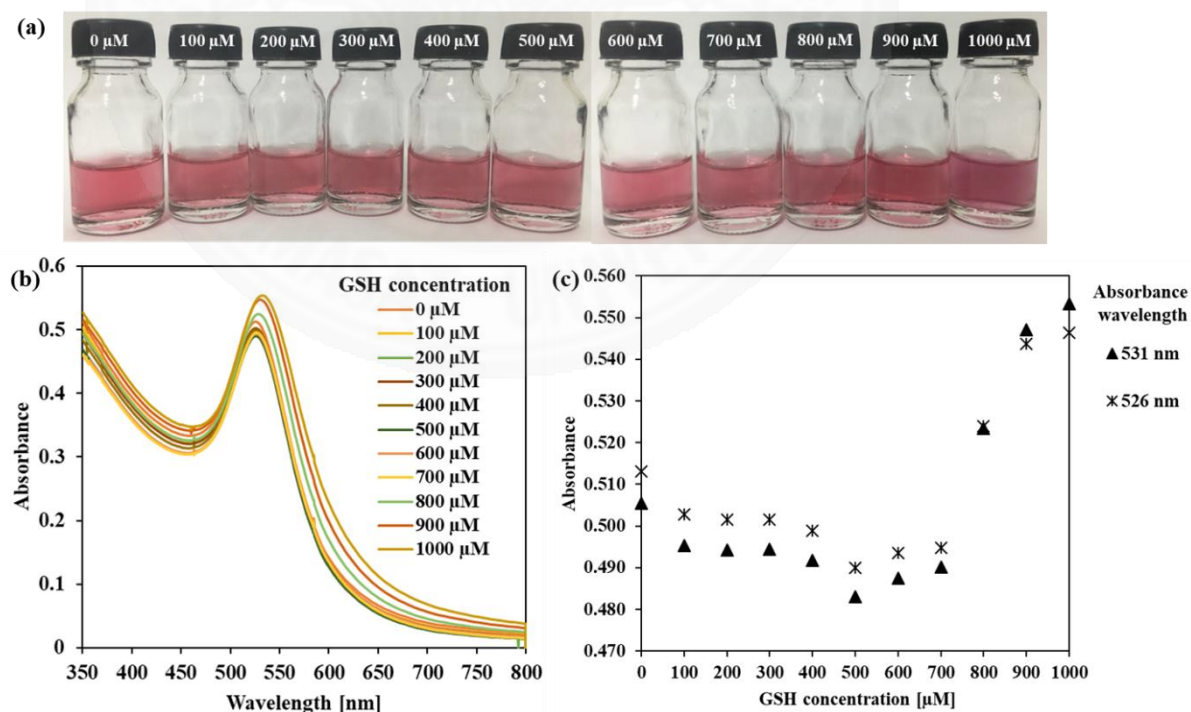 (a)
0 µM 100 µM 200 µM 300 µM 400 µM 500 µM 600 µM 700 µM 800 µM 900 µM 1000 µM
(b)
0.6
0.5
0.4
0.3
0.2
0.1
0
Absorbance
350 400 450 500 550 600 650 700 750 800
Wavelength [nm]
GSH concentration
0 µM
100 µM
200 µM
300 µM
400 µM
500 µM
600 µM
700 µM
800 µM
900 µM
1000 µM
(c)
0.560
0.550
0.540
0.530
0.520
0.510
0.500
0.490
0.480
0.470
Absorbance
0 100 200 300 400 500 600 700 800 900 1000
GSH concentration [µM]
Absorbance
wavelength
531 nm
526 nm